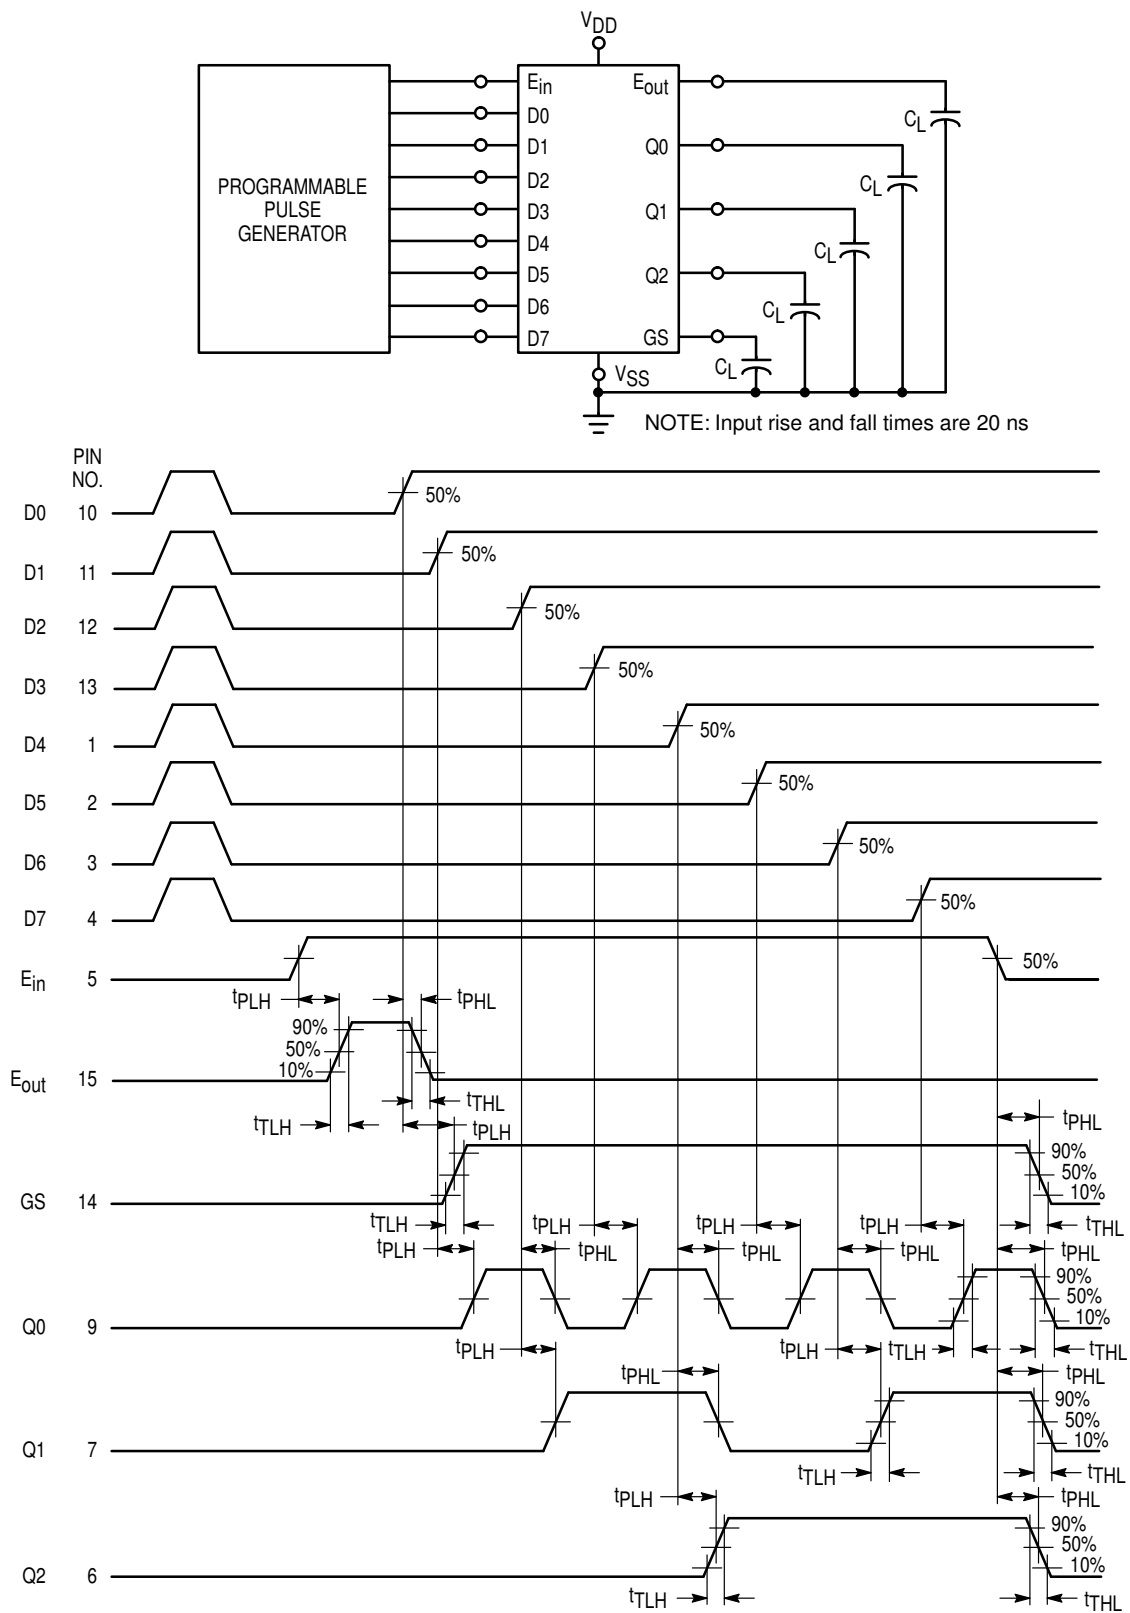 VDD
PROGRAMMABLE
PULSE
GENERATOR
Ein
D0
D1
D2
D3
D4
D5
D6
D7
Eout
Q0
Q1
Q2
GS
CL
CL
CL
CL
CL
VSS
NOTE: Input rise and fall times are 20 ns
PIN
NO.
D0 10 50%
D1 11 50%
D2 12 50%
D3 13 50%
D4 1 50%
D5 2 50%
D6 3 50%
D7 4 50%
Ein 5 50%
tPLH tPHL
90%
50%
10%
Eout 15
tTHL
tTLH tPLH tPHL
90%
50%
10%
GS 14
tTLH tPLH tPLH tPLH tTHL
tPLH tPHL tPHL tPHL tPHL
90%
50%
10%
Q0 9
tPLH tPLH tTLH tTHL
tPHL tPHL
90%
50%
10%
Q1 7
tTLH tTHL
tPLH tPHL
90%
50%
10%
Q2 6
tTLH tTHL